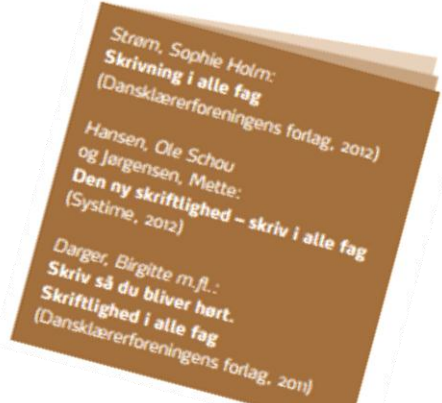 Strøm, Sophie Holm:
Skrivning i alle fag
(Dansklærerforeningens forlag, 2012)
Hansen, Ole Schou
og Jørgensen, Mette:
Den ny skriftlighed – skriv i alle fag
(Systime, 2012)
Darger, Birgitte m.fl.:
Skriv så du bliver hørt.
Skriftlighed i alle fag
(Dansklærerforeningens forlag, 2011)